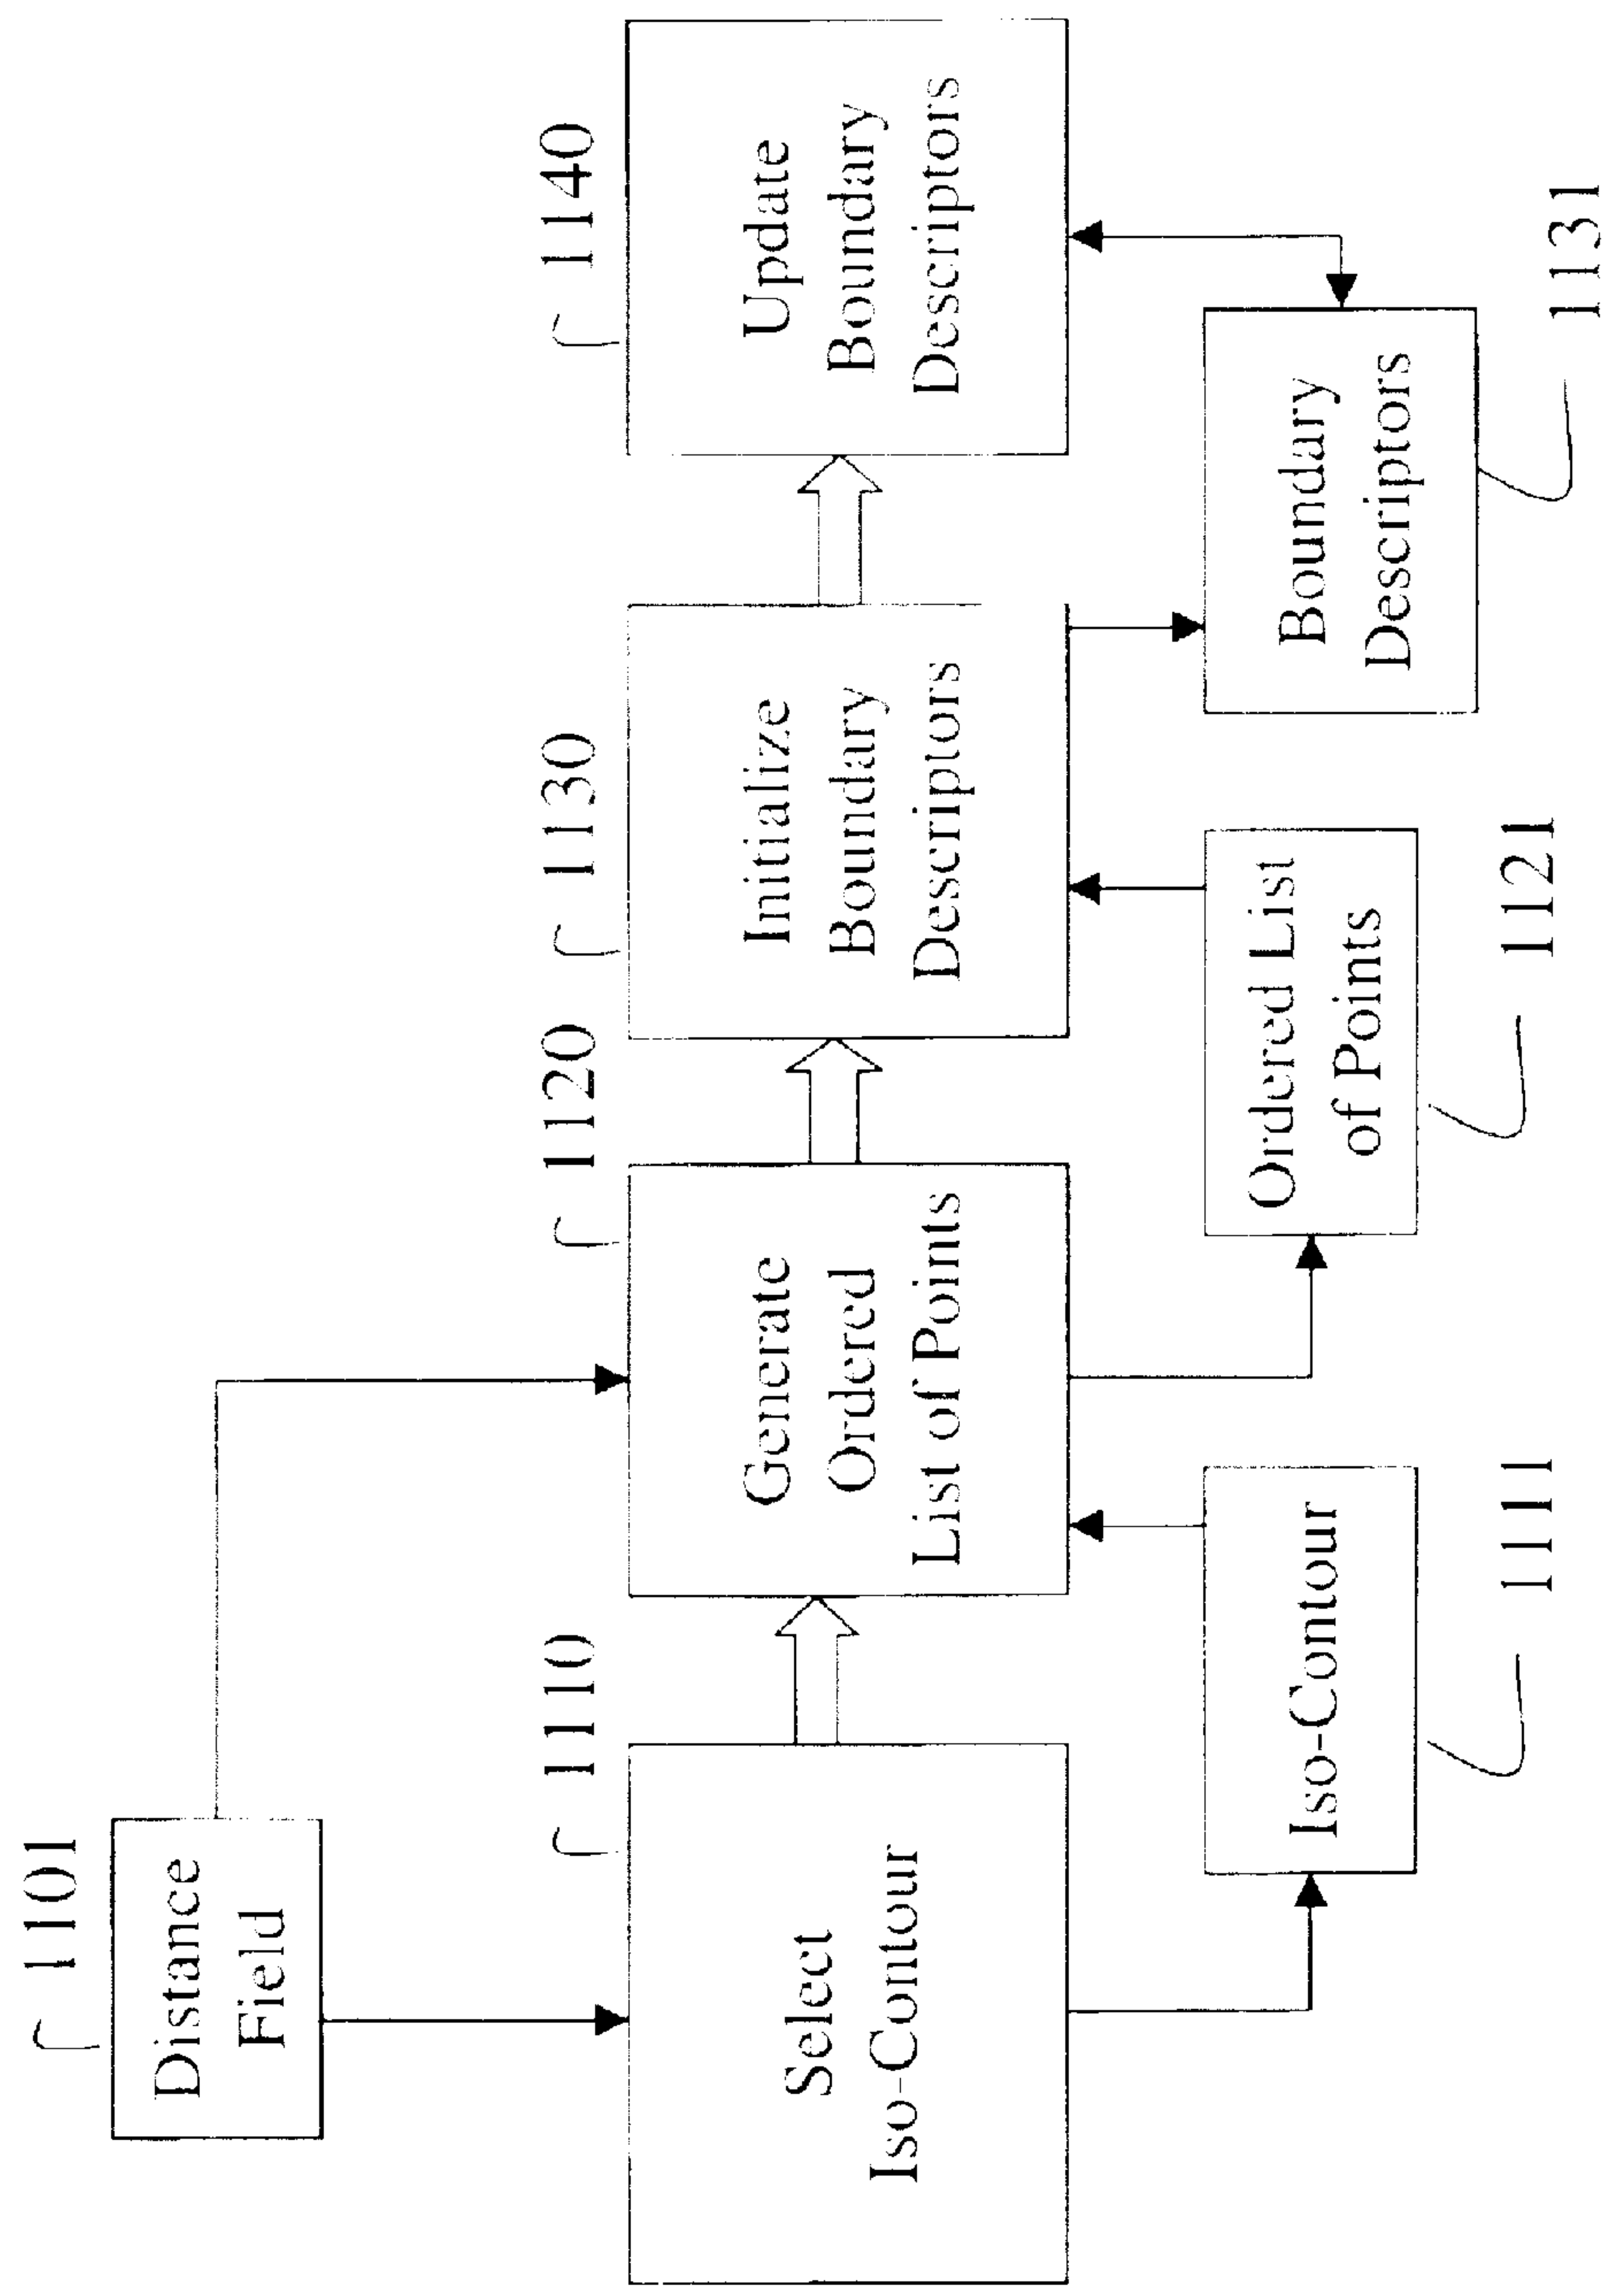 1101
Distance
Field
1110
Select
Iso-Contour
1120
Generate
Ordered
List of Points
1130
Initialize
Boundary
Descriptors
1140
Update
Boundary
Descriptors
Iso-Contour
1111
Ordered List
of Points
1121
Boundary
Descriptors
1131